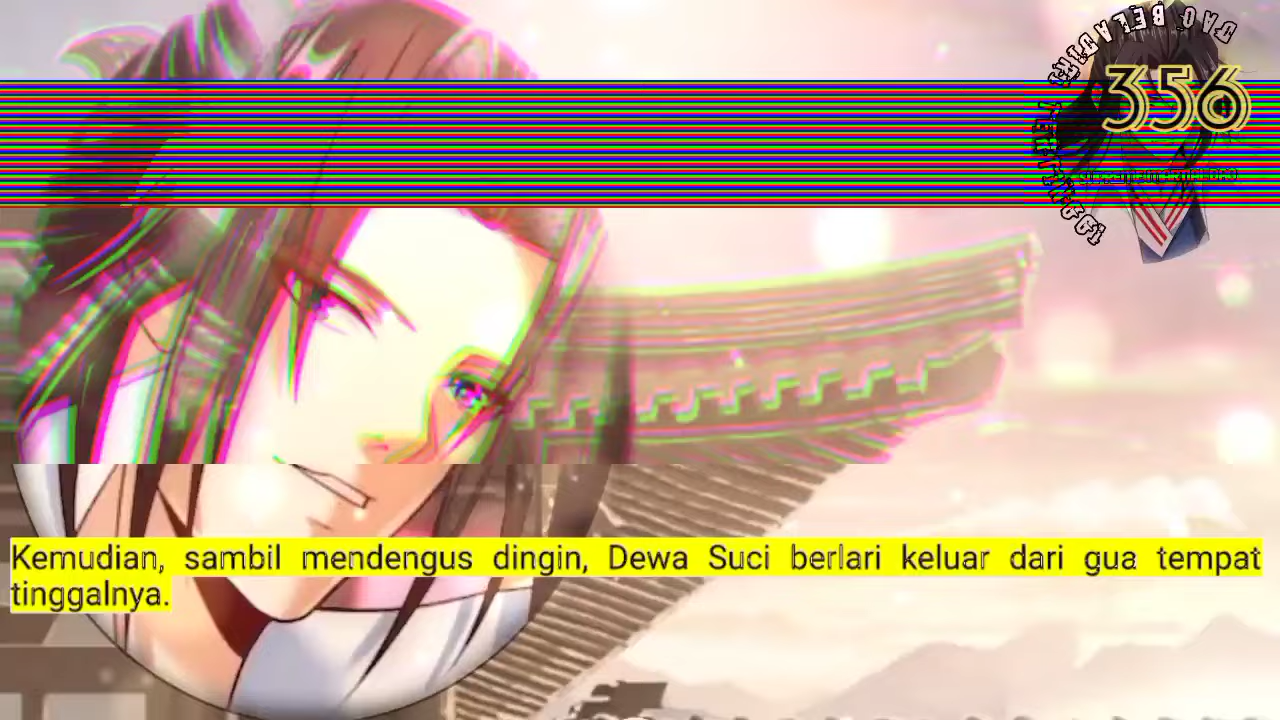 356
Kemudian, sambil mendengus dingin, Dewa Suci berlari keluar dari gua tempat
tinggalnya.